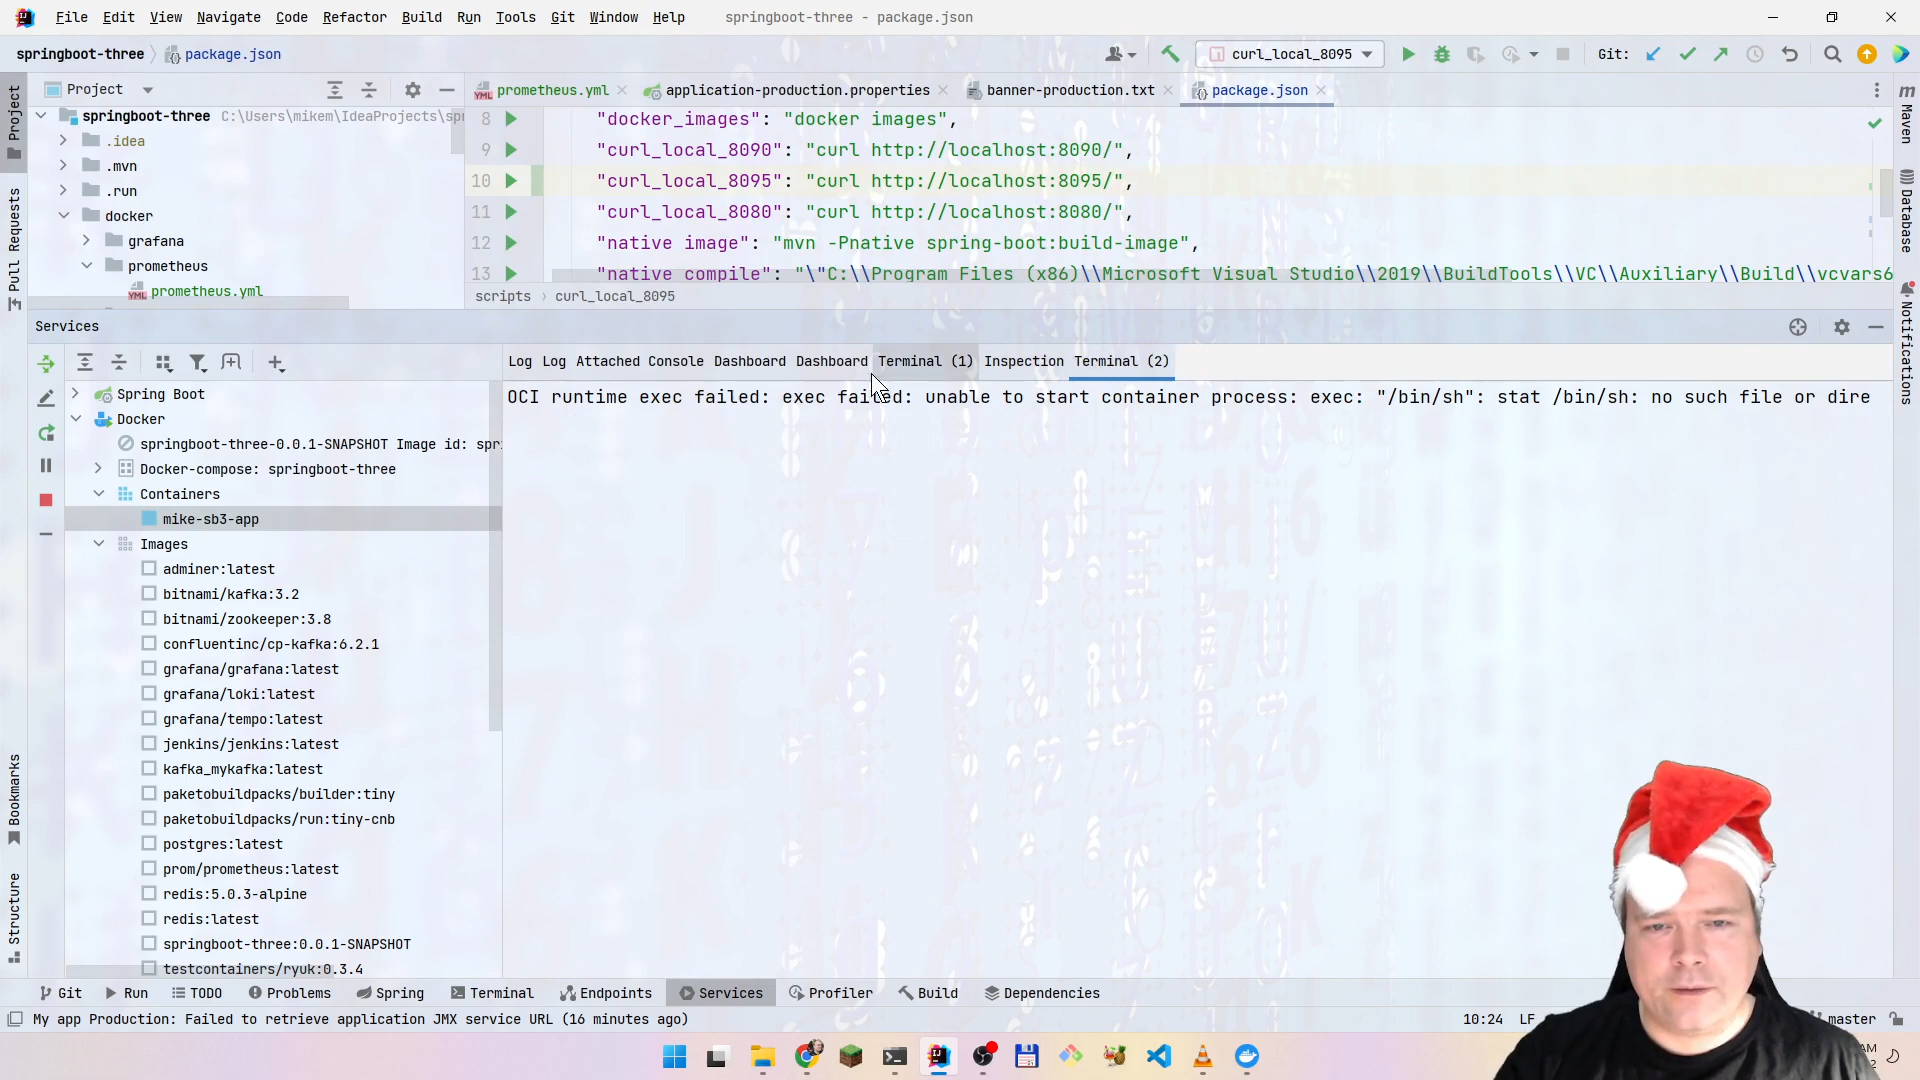 File Edit View Navigate Code Refactor Build Run Tools Git Window Help springboot-three - package.json
springboot-three package.json curl_local_8095 Git:
Project
prometheus.yml application-production.properties banner-production.txt package.json
springboot-three C:\Users\mikem\IdeaProjects\spr
.idea
.mvn
.run
docker
grafana
prometheus
prometheus.yml
8 "docker_images": "docker images",
9 "curl_local_8090": "curl http://localhost:8090/",
10 "curl_local_8095": "curl http://localhost:8095/",
11 "curl_local_8080": "curl http://localhost:8080/",
12 "native image": "mvn -Pnative spring-boot:build-image",
13 "native compile": "\"C:\\Program Files (x86)\\Microsoft Visual Studio\\2019\\BuildTools\\VC\\Auxiliary\\Build\\vcvars6
scripts curl_local_8095
Services
Log Log Attached Console Dashboard Dashboard Terminal (1) Inspection Terminal (2)
OCI runtime exec failed: exec failed: unable to start container process: exec: "/bin/sh": stat /bin/sh: no such file or dire
Spring Boot
Docker
springboot-three-0.0.1-SNAPSHOT Image id: spr
Docker-compose: springboot-three
Containers
mike-sb3-app
Images
adminer:latest
bitnami/kafka:3.2
bitnami/zookeeper:3.8
confluentinc/cp-kafka:6.2.1
grafana/grafana:latest
grafana/loki:latest
grafana/tempo:latest
jenkins/jenkins:latest
kafka_mykafka:latest
paketobuildpacks/builder:tiny
paketobuildpacks/run:tiny-cnb
postgres:latest
prom/prometheus:latest
redis:5.0.3-alpine
redis:latest
springboot-three:0.0.1-SNAPSHOT
testcontainers/ryuk:0.3.4
Project
Pull Requests
Bookmarks
Structure
Maven
Database
Notifications
Git Run TODO Problems Spring Terminal Endpoints Services Profiler Build Dependencies
My app Production: Failed to retrieve application JMX service URL (16 minutes ago) 10:24 LF master